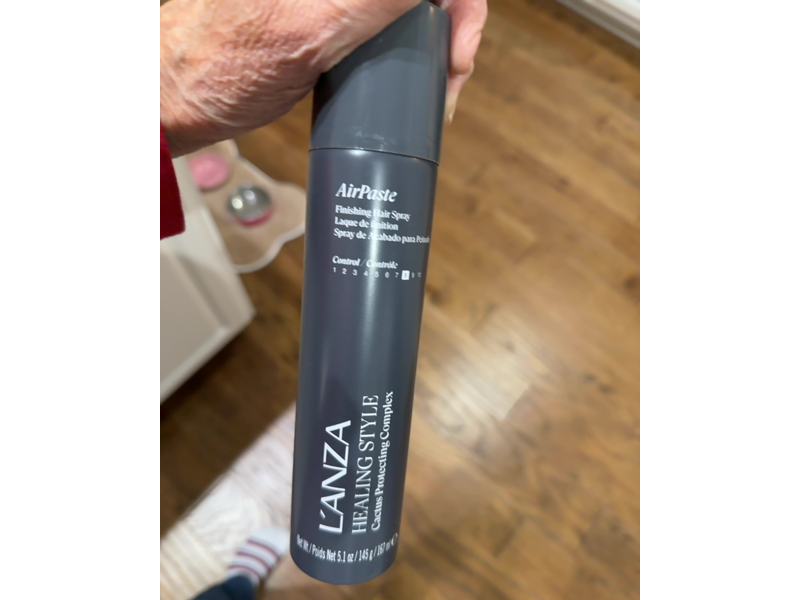 AirPaste
Finishing Hair Spray
Laque de finition
Spray de Acabado para
Control / Contrôle
1 2 3 4 5 6 7 8 9 10
L'ANZA
HEALING STYLE
Cactus Protecting Complex
Net Wt / Poids Net 5.1 oz / 145 g / 167 ml e